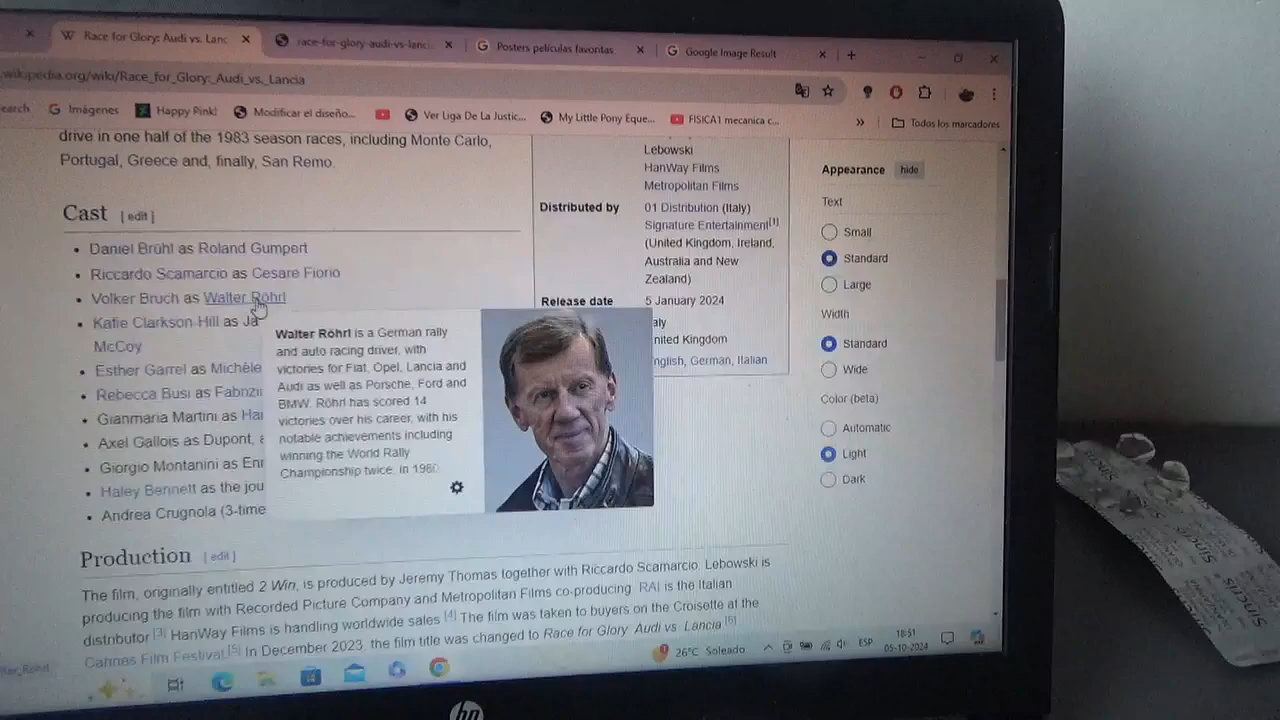 Race for Glory: Audi vs. Lanc
race-for-glory-audi-vs-lancia
Posters películas favoritas
Google Image Result
wikipedia.org/wiki/Race_for_Glory:_Audi_vs._Lancia
earch
Imágenes
Happy Pink!
Modificar el diseño...
Ver Liga De La Justic...
My Little Pony Eque...
FISICA1 mecanica c...
Todos los marcadores
drive in one half of the 1983 season races, including Monte Carlo,
Portugal, Greece and, finally, San Remo.
Cast [ edit ]
Daniel Brühl as Roland Gumpert
Riccardo Scamarcio as Cesare Fiorio
Volker Bruch as Walter Röhrl
Katie Clarkson-Hill as Ja
McCoy
Esther Garrel as Michèle
Rebecca Busi as Fabrizi
Gianmaria Martini as Ha
Axel Gallois as Dupont, a
Giorgio Montanini as Enr
Haley Bennett as the jou
Andrea Crugnola (3-time
Walter Röhrl is a German rally
and auto racing driver, with
victories for Fiat, Opel, Lancia and
Audi as well as Porsche, Ford and
BMW. Röhrl has scored 14
victories over his career, with his
notable achievements including
winning the World Rally
Championship twice: in 1980
Lebowski
HanWay Films
Metropolitan Films
Distributed by
01 Distribution (Italy)
Signature Entertainment[1]
(United Kingdom, Ireland,
Australia and New
Zealand)
Release date
5 January 2024
aly
nited Kingdom
nglish, German, Italian
Appearance hide
Text
Small
Standard
Large
Width
Standard
Wide
Color (beta)
Automatic
Light
Dark
Production [ edit ]
The film, originally entitled 2 Win, is produced by Jeremy Thomas together with Riccardo Scamarcio. Lebowski is
producing the film with Recorded Picture Company and Metropolitan Films co-producing. RAI is the Italian
distributor.[3] HanWay Films is handling worldwide sales.[4] The film was taken to buyers on the Croisette at the
Cannes Film Festival.[5] In December 2023, the film title was changed to Race for Glory: Audi vs. Lancia.[6]
26°C Soleado
ESP
18:51
05-10-2024
hp